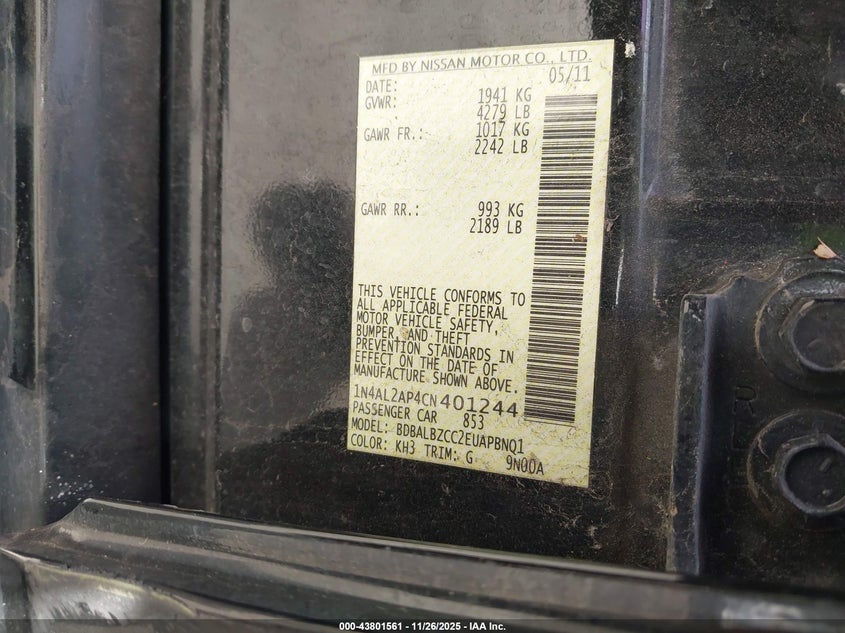 MFD BY NISSAN MOTOR CO., LTD.
DATE: 05/11
GVWR: 1941 KG
4279 LB
GAWR FR.: 1017 KG
2242 LB
GAWR RR.: 993 KG
2189 LB
THIS VEHICLE CONFORMS TO
ALL APPLICABLE FEDERAL
MOTOR VEHICLE SAFETY,
BUMPER, AND THEFT
PREVENTION STANDARDS IN
EFFECT ON THE DATE OF
MANUFACTURE SHOWN ABOVE.
1N4AL2AP4CN401244
PASSENGER CAR 853
MODEL: BDBALBZCC2EUAPBNQ1
COLOR: KH3 TRIM: G 9N00A
000-43801561 - 11/26/2025 - IAA Inc.